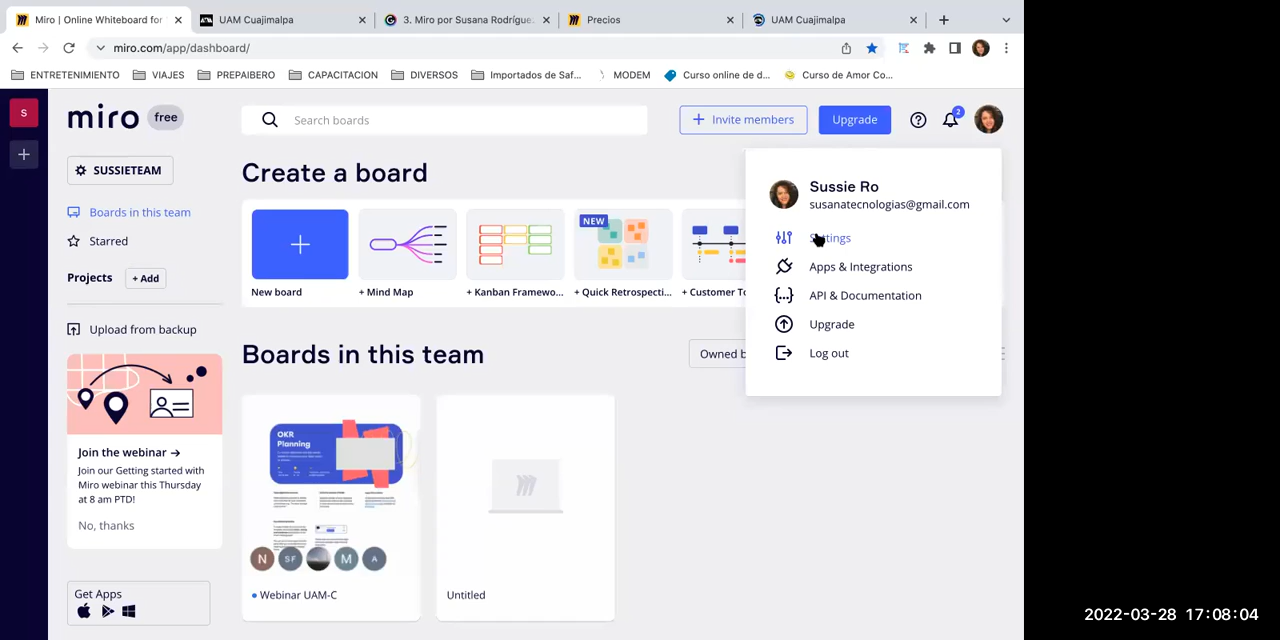 Miro | Online Whiteboard for
UAM Cuajimalpa
3. Miro por Susana Rodríguez
Precios
UAM Cuajimalpa
miro.com/app/dashboard/
ENTRETENIMIENTO
VIAJES
PREPAIBERO
CAPACITACION
DIVERSOS
Importados de Saf...
MODEM
Curso online de d...
Curso de Amor Co...
S
miro
free
Search boards
Invite members
Upgrade
2
SUSSIETEAM
Boards in this team
Starred
Projects
+ Add
Upload from backup
Join the webinar →
Join our Getting started with
Miro webinar this Thursday
at 8 am PTD!
No, thanks
Get Apps
Create a board
NEW
New board
+ Mind Map
+ Kanban Framewo...
+ Quick Retrospecti...
+ Customer To
Boards in this team
Owned b
OKR
Planning
N
SF
M
A
Webinar UAM-C
Untitled
Sussie Ro
susanatecnologias@gmail.com
Settings
Apps & Integrations
API & Documentation
Upgrade
Log out
2022-03-28 17:08:04